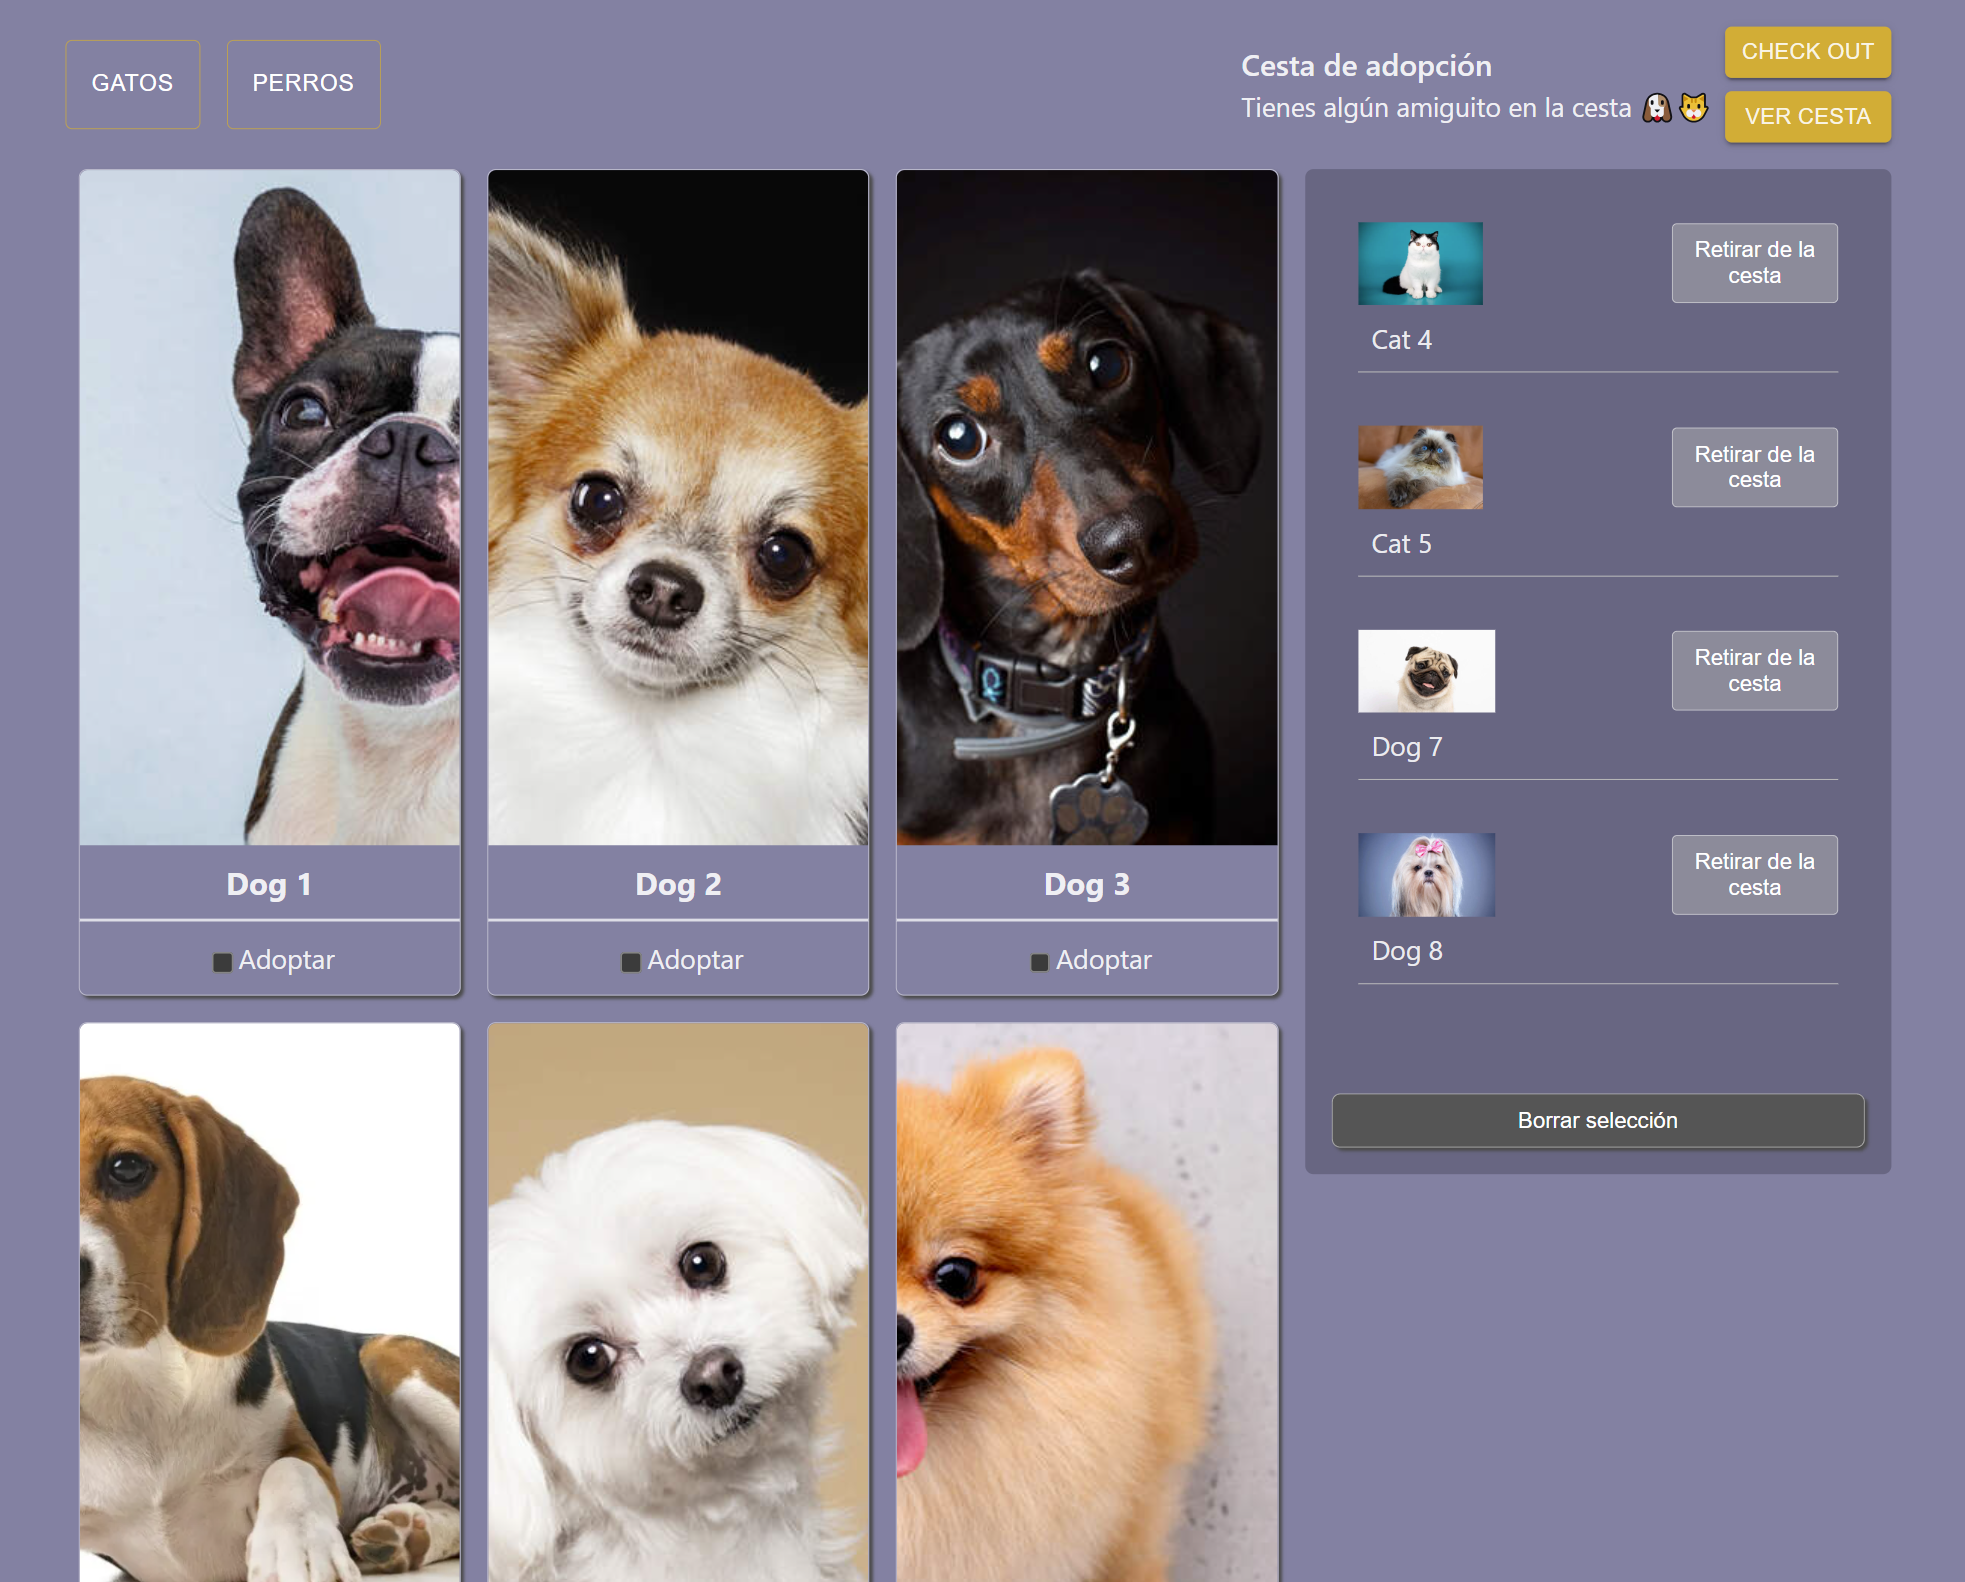 GATOS
PERROS
Cesta de adopción
Tienes algún amiguito en la cesta 🐶🐱
CHECK OUT
VER CESTA
Dog 1
Adoptar
Dog 2
Adoptar
Dog 3
Adoptar
Retirar de la
cesta
Cat 4
Retirar de la
cesta
Cat 5
Retirar de la
cesta
Dog 7
Retirar de la
cesta
Dog 8
Borrar selección